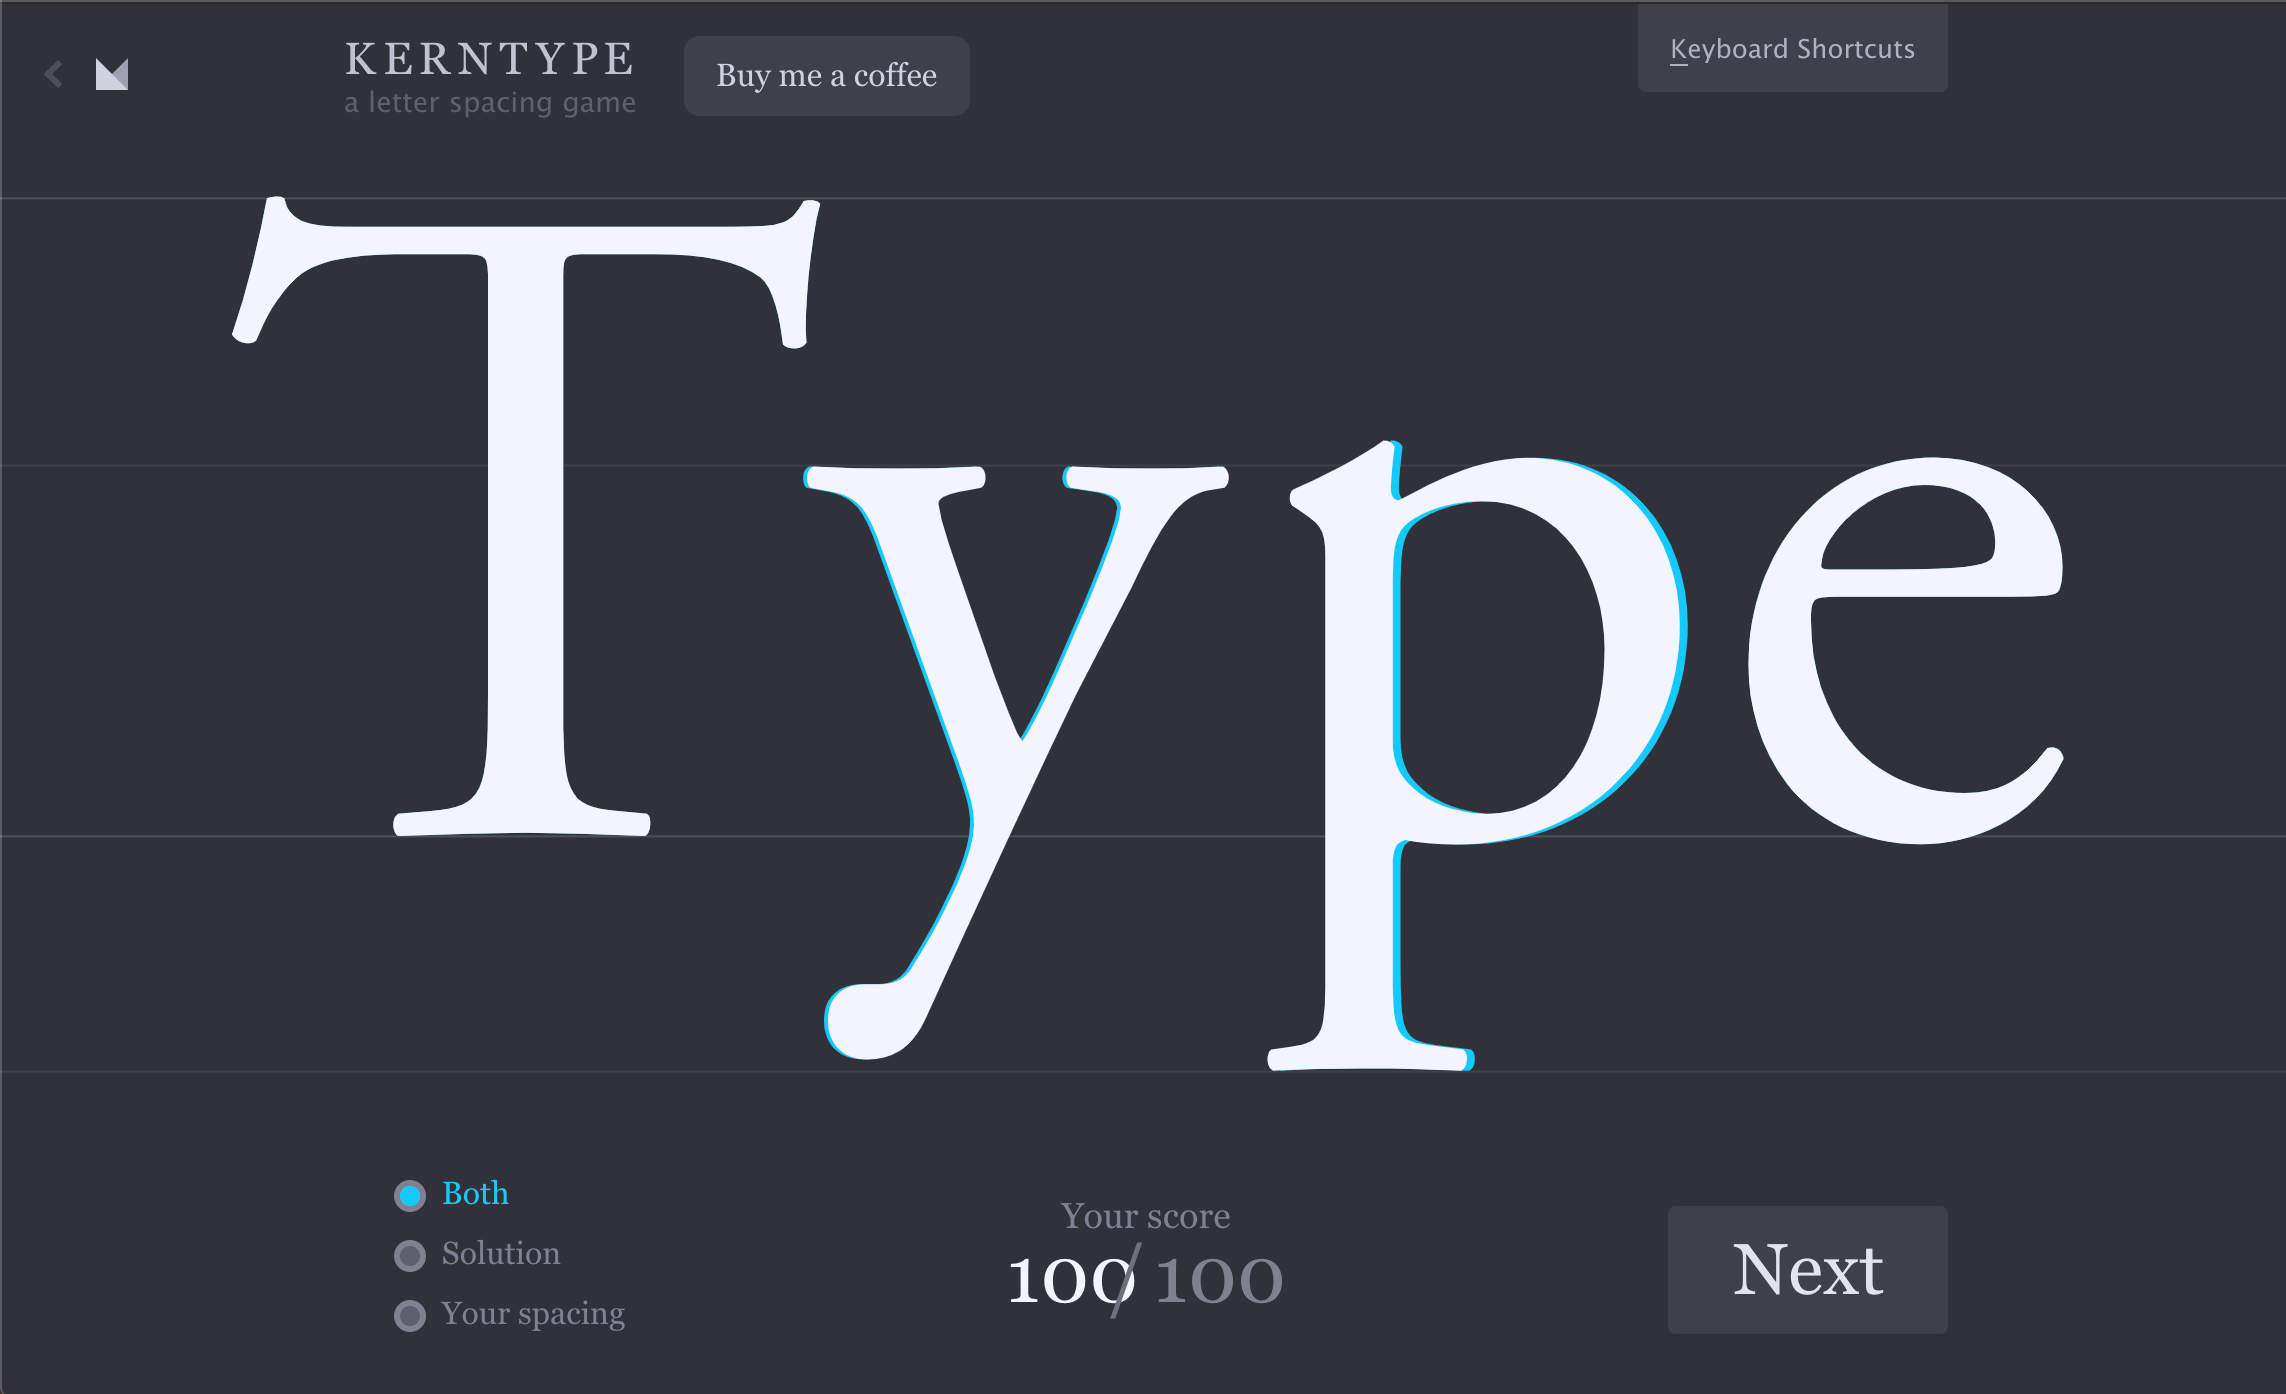 KERNTYPE
a letter spacing game
Buy me a coffee
Keyboard Shortcuts
Type
Both
Solution
Your spacing
Your score
100/100
Next